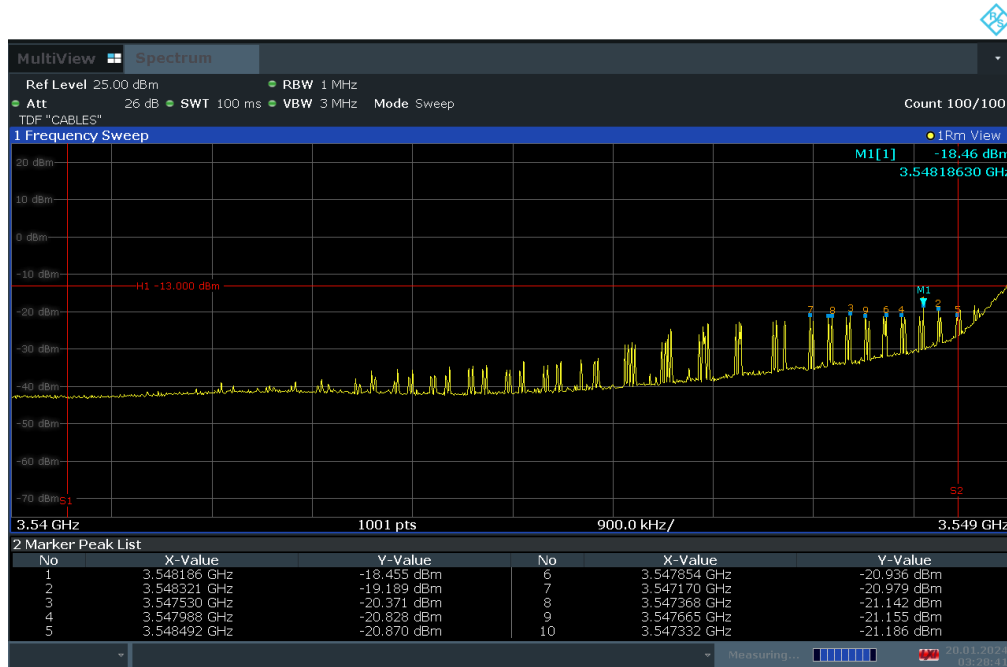 R S
MultiView Spectrum
Ref Level 25.00 dBm RBW 1 MHz
Att 26 dB SWT 100 ms VBW 3 MHz Mode Sweep Count 100/100
TDF "CABLES"
1 Frequency Sweep 1Rm View
M1[1] -18.46 dBm
3.54818630 GHz
20 dBm
10 dBm
0 dBm
-10 dBm
H1 -13.000 dBm
M1
7 8 3 9 6 4 2 5
-20 dBm
-30 dBm
-40 dBm
-50 dBm
-60 dBm
-70 dBm
S1 S2
3.54 GHz 1001 pts 900.0 kHz/ 3.549 GHz
2 Marker Peak List
No X-Value Y-Value No X-Value Y-Value
1 3.548186 GHz -18.455 dBm 6 3.547854 GHz -20.936 dBm
2 3.548321 GHz -19.189 dBm 7 3.547170 GHz -20.979 dBm
3 3.547530 GHz -20.371 dBm 8 3.547368 GHz -21.142 dBm
4 3.547988 GHz -20.828 dBm 9 3.547665 GHz -21.155 dBm
5 3.548492 GHz -20.870 dBm 10 3.547332 GHz -21.186 dBm
Measuring...